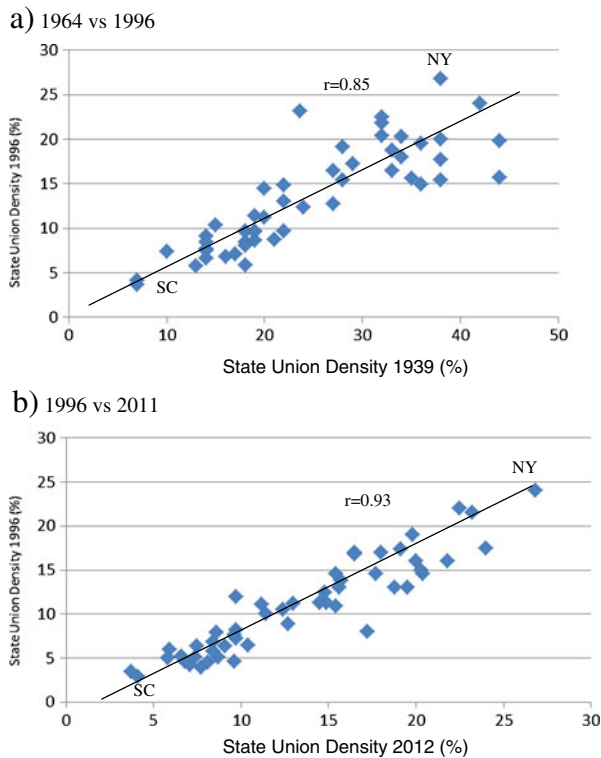 a) 1964 vs 1996
30
25
20
15
10
5
0
State Union Density 1996 (%)
NY
r=0.85
SC
0 10 20 30 40 50
State Union Density 1939 (%)
b) 1996 vs 2011
30
25
20
15
10
5
0
State Union Density 1996 (%)
NY
r=0.93
SC
0 5 10 15 20 25 30
State Union Density 2012 (%)